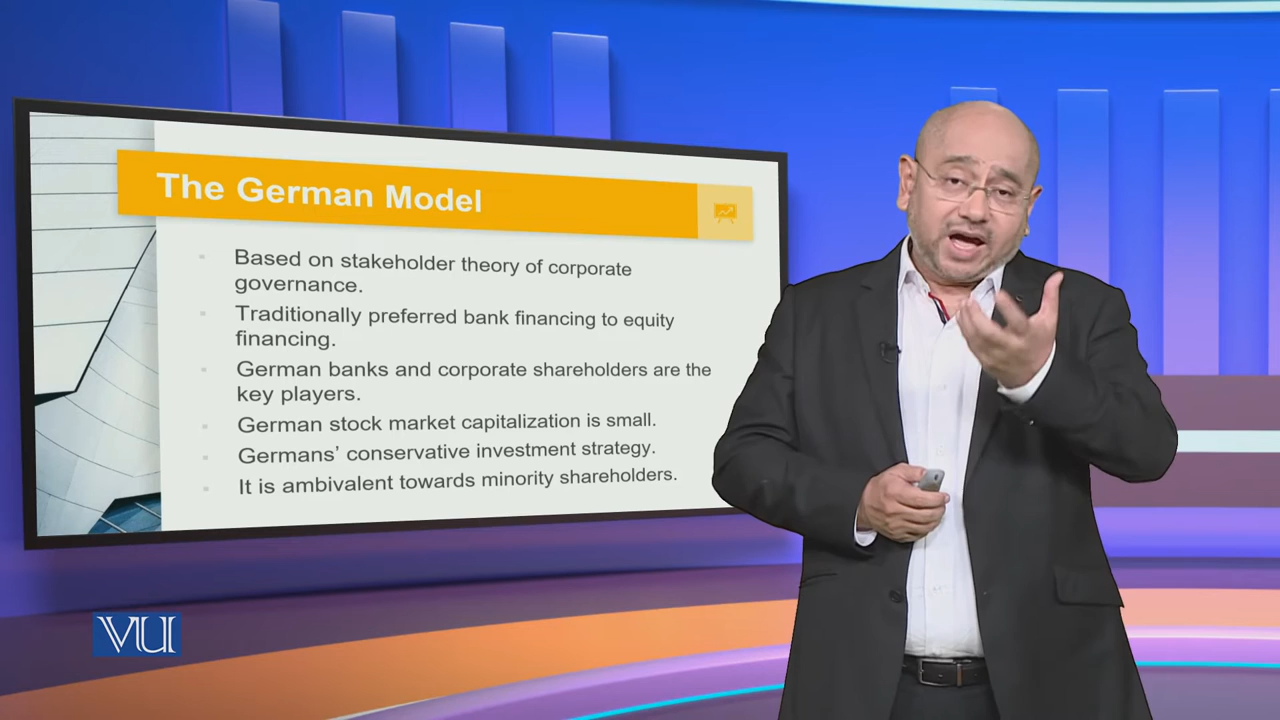 The German Model
Based on stakeholder theory of corporate
governance.
Traditionally preferred bank financing to equity
financing.
German banks and corporate shareholders are the
key players.
German stock market capitalization is small.
Germans’ conservative investment strategy.
It is ambivalent towards minority shareholders.
VU